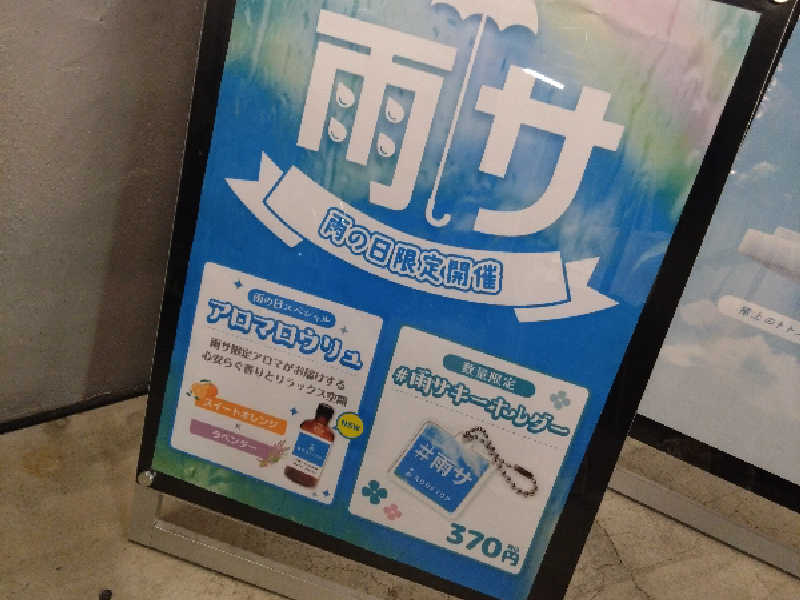 雨サ
雨の日限定開催
雨の日スペシャル
アロマロウリュ
雨サ限定アロマがお届けする
心安らぐ香りとリラックス空間
スイートオレンジ
×
ラベンダー
NEW
数量限定
#雨サキーホルダー
#雨サ
370円